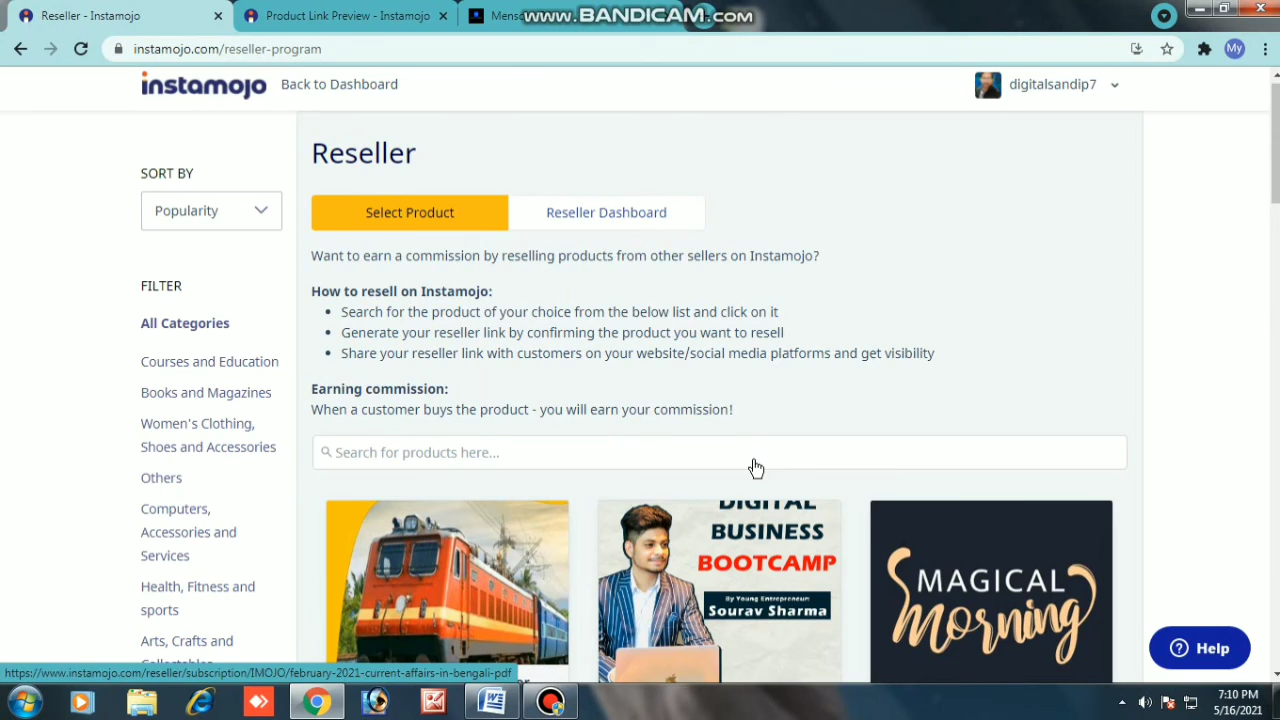 Reseller - Instamojo
Product Link Preview - Instamojo
www.BANDICAM.com
instamojo.com/reseller-program
My
instamojo
Back to Dashboard
digitalsandip7
Reseller
SORT BY
Popularity
Select Product
Reseller Dashboard
Want to earn a commission by reselling products from other sellers on Instamojo?
FILTER
How to resell on Instamojo:
All Categories
Search for the product of your choice from the below list and click on it
Generate your reseller link by confirming the product you want to resell
Share your reseller link with customers on your website/social media platforms and get visibility
Courses and Education
Books and Magazines
Earning commission:
When a customer buys the product - you will earn your commission!
Women's Clothing,
Shoes and Accessories
Search for products here...
Others
Computers,
Accessories and
Services
DIGITAL
BUSINESS
BOOTCAMP
By Young Entrepreneur:
Sourav Sharma
MAGICAL
Morning
Health, Fitness and
sports
Arts, Crafts and
Help
https://www.instamojo.com/reseller/subscription/IMOJO/february-2021-current-affairs-in-bengali-pdf
7:10 PM
5/16/2021